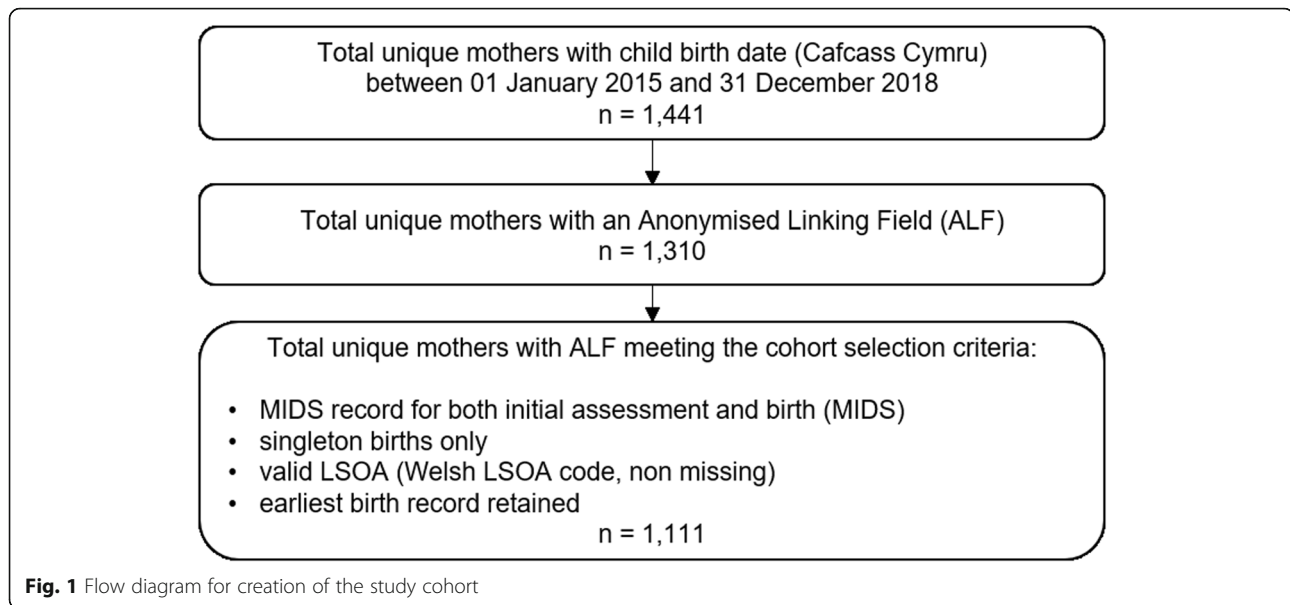 Total unique mothers with child birth date (Cafcass Cymru)
between 01 January 2015 and 31 December 2018
n = 1,441
Total unique mothers with an Anonymised Linking Field (ALF)
n = 1,310
Total unique mothers with ALF meeting the cohort selection criteria:
• MIDS record for both initial assessment and birth (MIDS)
• singleton births only
• valid LSOA (Welsh LSOA code, non missing)
• earliest birth record retained
n = 1,111
Fig. 1 Flow diagram for creation of the study cohort